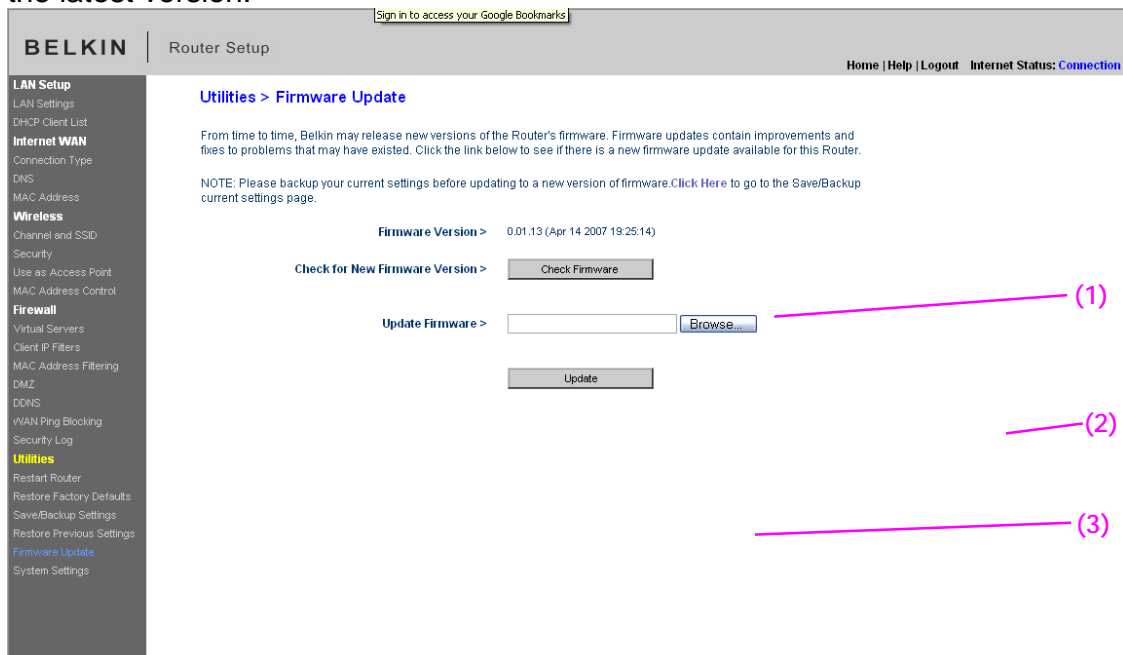 the latest version.
Sign in to access your Google Bookmarks
BELKIN
Router Setup
Home | Help | Logout Internet Status: Connection
LAN Setup
LAN Settings
DHCP Client List
Internet WAN
Connection Type
DNS
MAC Address
Wireless
Channel and SSID
Security
Use as Access Point
MAC Address Control
Firewall
Virtual Servers
Client IP Filters
MAC Address Filtering
DMZ
DDNS
WAN Ping Blocking
Security Log
Utilities
Restart Router
Restore Factory Defaults
Save/Backup Settings
Restore Previous Settings
Firmware Update
System Settings
Utilities > Firmware Update
From time to time, Belkin may release new versions of the Router's firmware. Firmware updates contain improvements and
fixes to problems that may have existed. Click the link below to see if there is a new firmware update available for this Router.
NOTE: Please backup your current settings before updating to a new version of firmware.Click Here to go to the Save/Backup
current settings page.
Firmware Version > 0.01.13 (Apr 14 2007 19:25:14)
Check for New Firmware Version > Check Firmware
Update Firmware > Browse...
Update
(1)
(2)
(3)